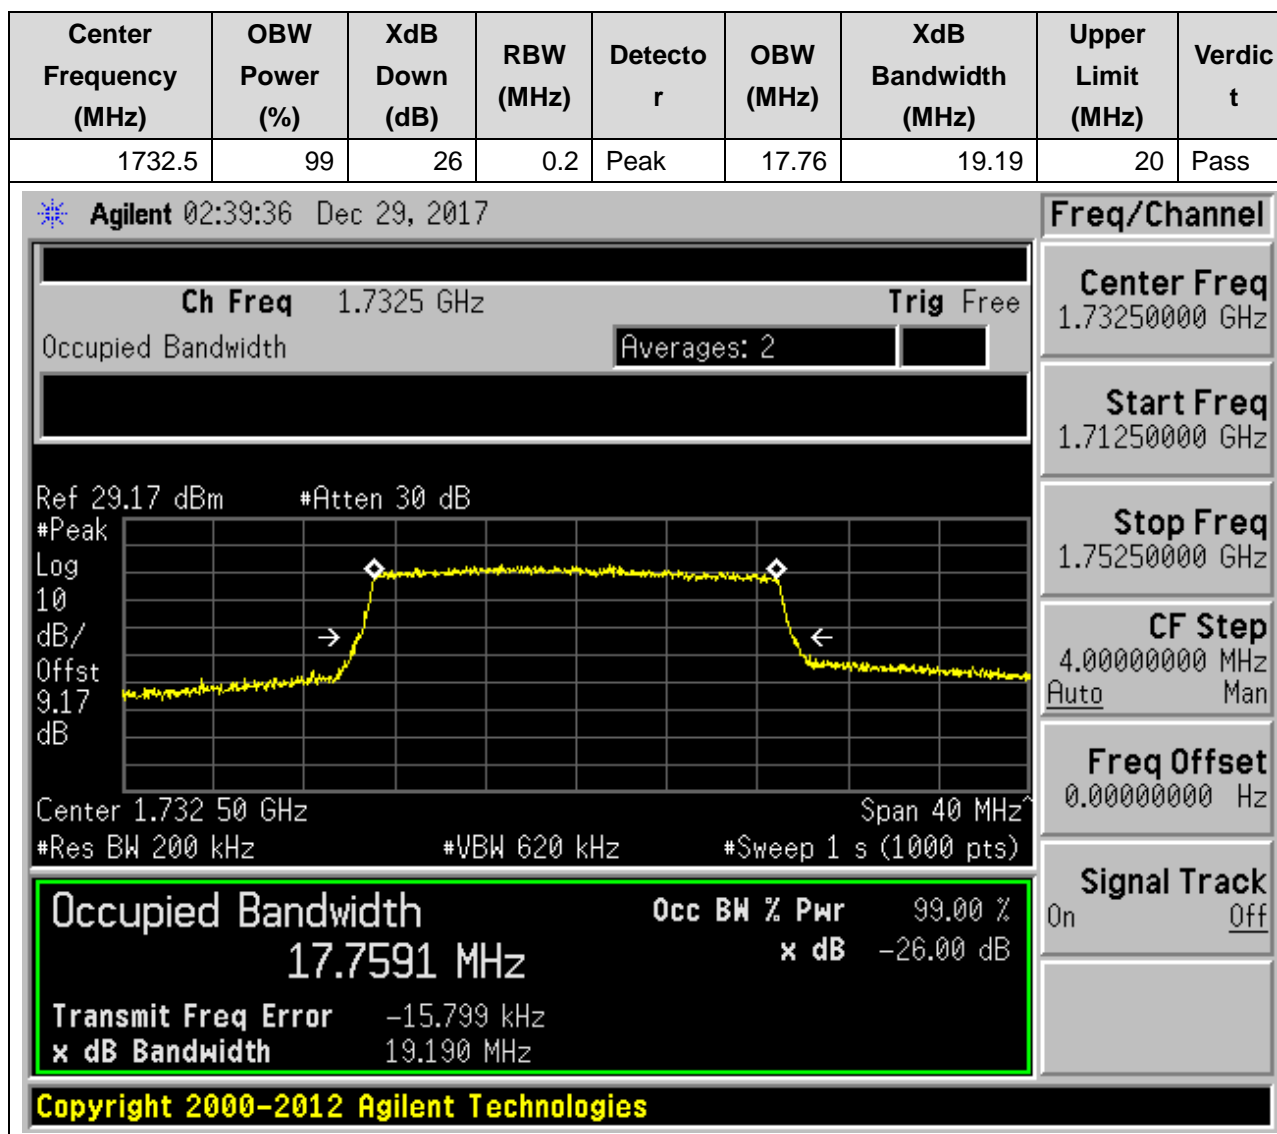 Center Frequency (MHz) OBW Power (%) XdB Down (dB) RBW (MHz) Detecto r OBW (MHz) XdB Bandwidth (MHz) Upper Limit (MHz) Verdic t
1732.5 99 26 0.2 Peak 17.76 19.19 20 Pass
Agilent 02:39:36 Dec 29, 2017
Freq/Channel
Ch Freq 1.7325 GHz Trig Free
Occupied Bandwidth Averages: 2
Center Freq
1.73250000 GHz
Start Freq
1.71250000 GHz
Stop Freq
1.75250000 GHz
CF Step
4.00000000 MHz
Auto Man
Freq Offset
0.00000000 Hz
Signal Track
On Off
Ref 29.17 dBm #Atten 30 dB
#Peak
Log
10
dB/
Offst
9.17
dB
Center 1.732 50 GHz Span 40 MHz^
#Res BW 200 kHz #VBW 620 kHz #Sweep 1 s (1000 pts)
Occupied Bandwidth Occ BW % Pwr 99.00 %
17.7591 MHz x dB -26.00 dB
Transmit Freq Error -15.799 kHz
x dB Bandwidth 19.190 MHz
Copyright 2000-2012 Agilent Technologies